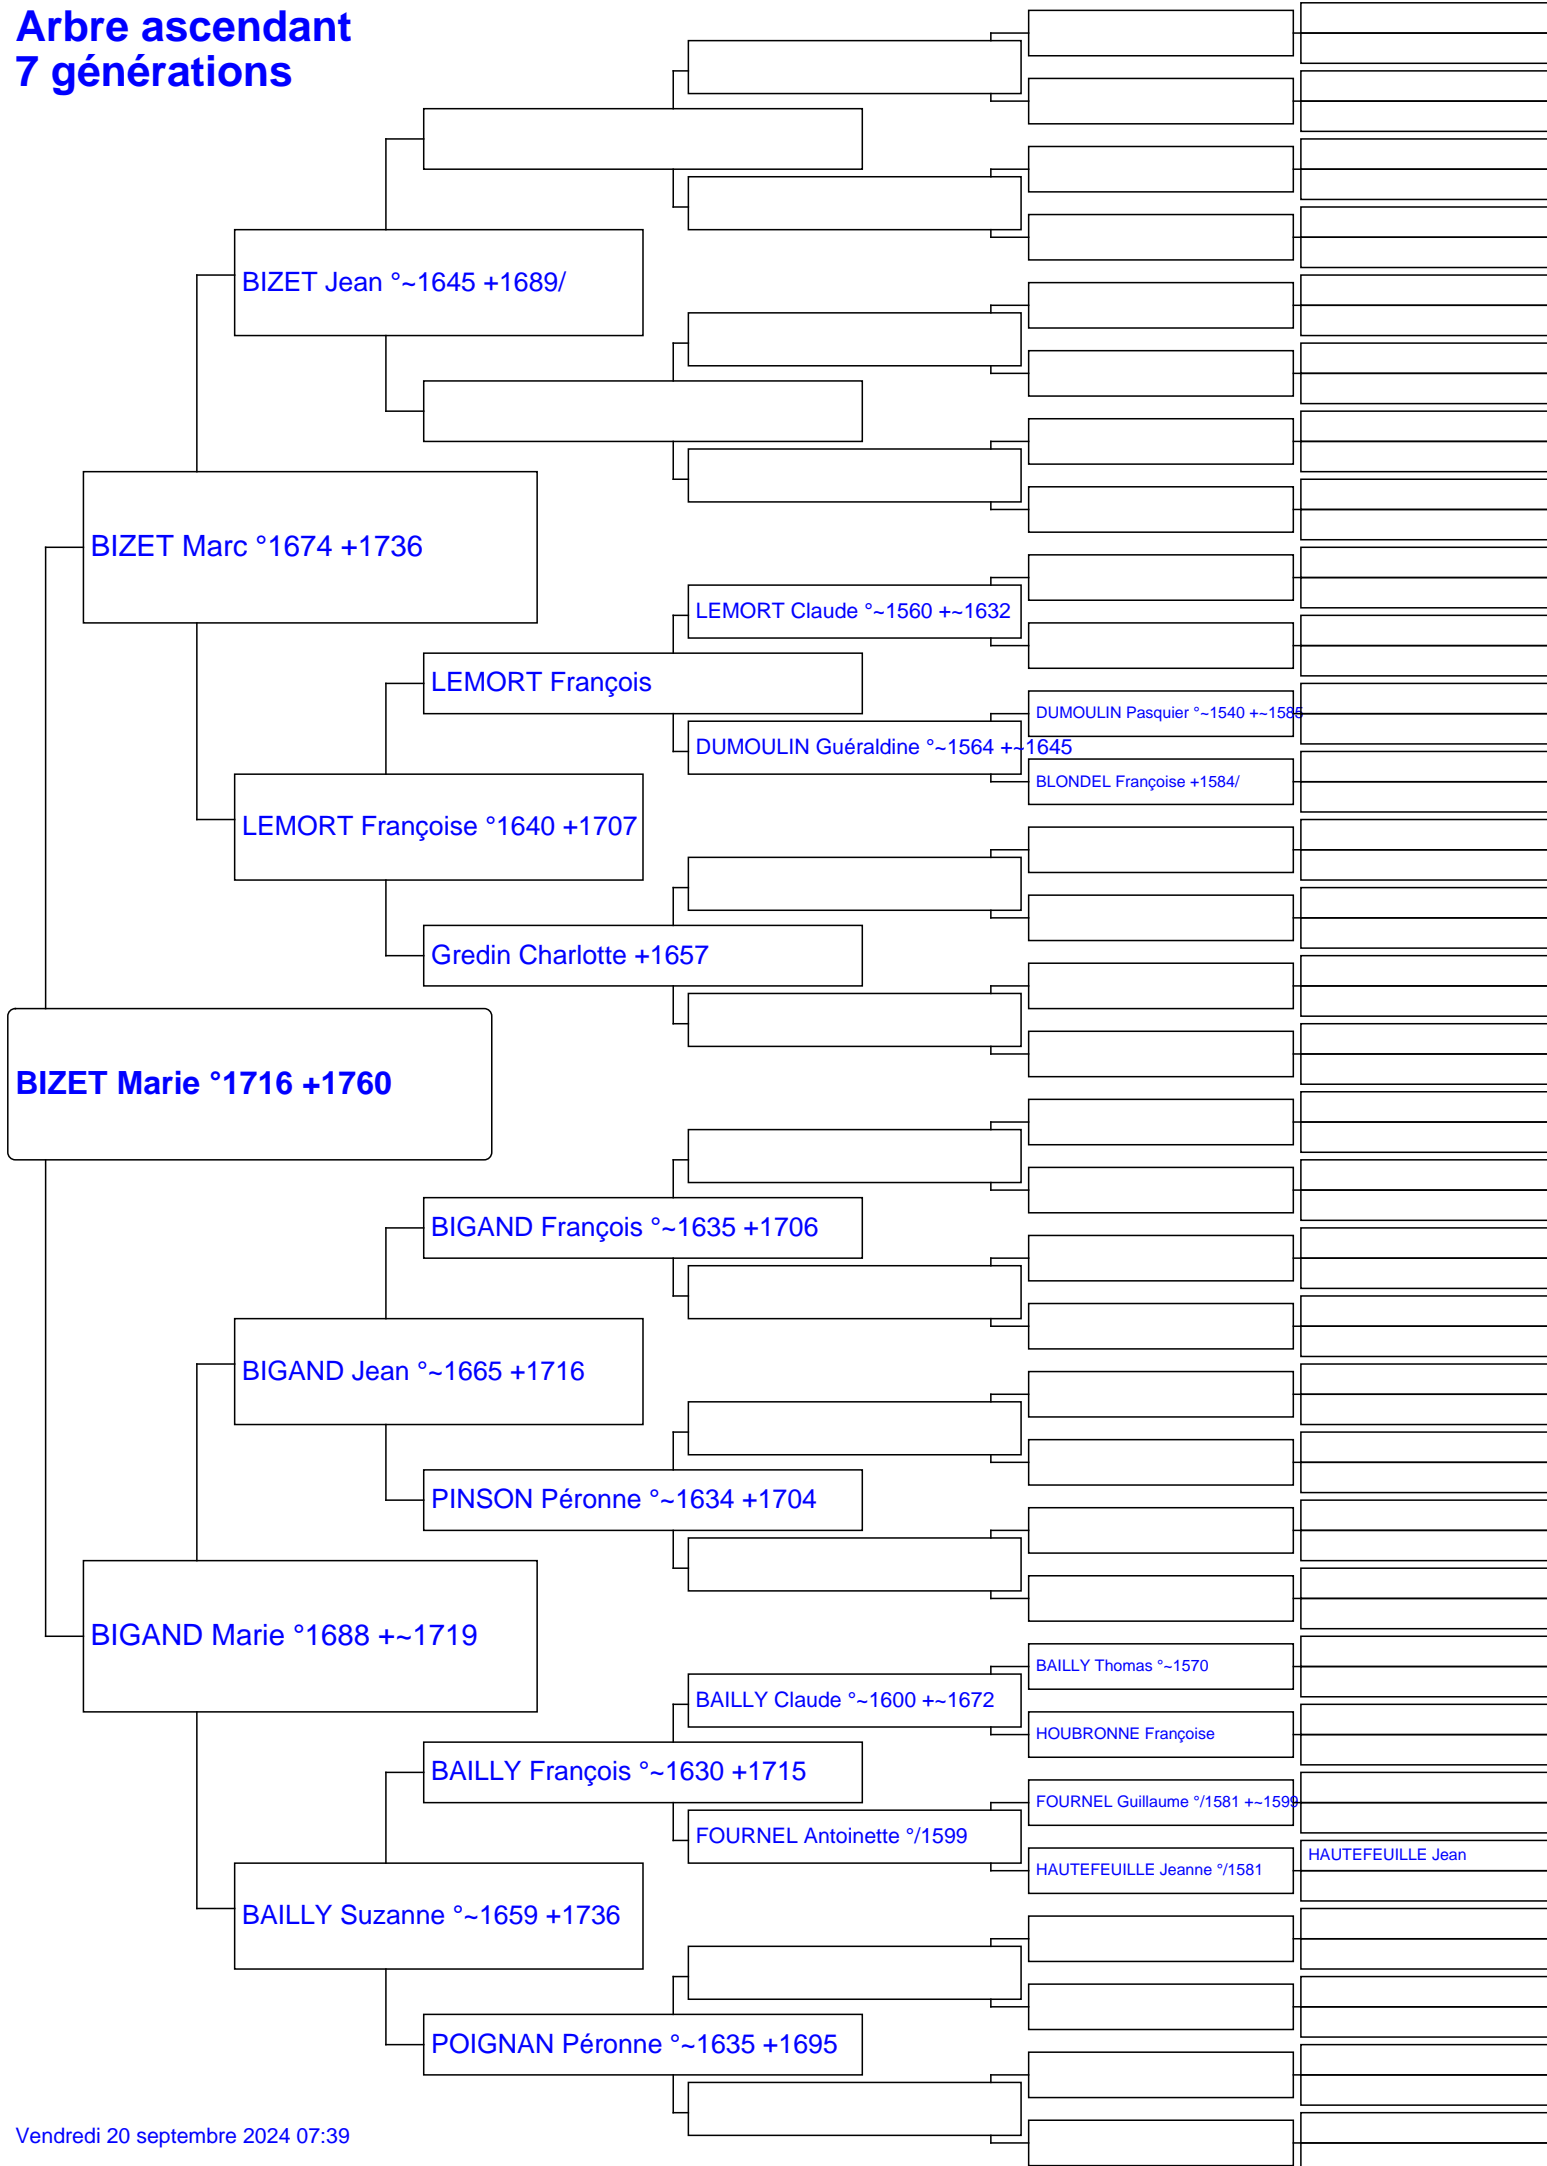 Arbre ascendant
7 générations
BIZET Jean °~1645 +1689/
BIZET Marc °1674 +1736
LEMORT Claude °~1560 +~1632
LEMORT François
DUMOULIN Pasquier °~1540 +~1585
DUMOULIN Guéraldine °~1564 +~1645
BLONDEL Françoise +1584/
LEMORT Françoise °1640 +1707
Gredin Charlotte +1657
BIZET Marie °1716 +1760
BIGAND François °~1635 +1706
BIGAND Jean °~1665 +1716
PINSON Péronne °~1634 +1704
BIGAND Marie °1688 +~1719
BAILLY Thomas °~1570
BAILLY Claude °~1600 +~1672
HOUBRONNE Françoise
BAILLY François °~1630 +1715
FOURNEL Guillaume °/1581 +~1599
FOURNEL Antoinette °/1599
HAUTEFEUILLE Jean
HAUTEFEUILLE Jeanne °/1581
BAILLY Suzanne °~1659 +1736
POIGNAN Péronne °~1635 +1695
Vendredi 20 septembre 2024 07:39